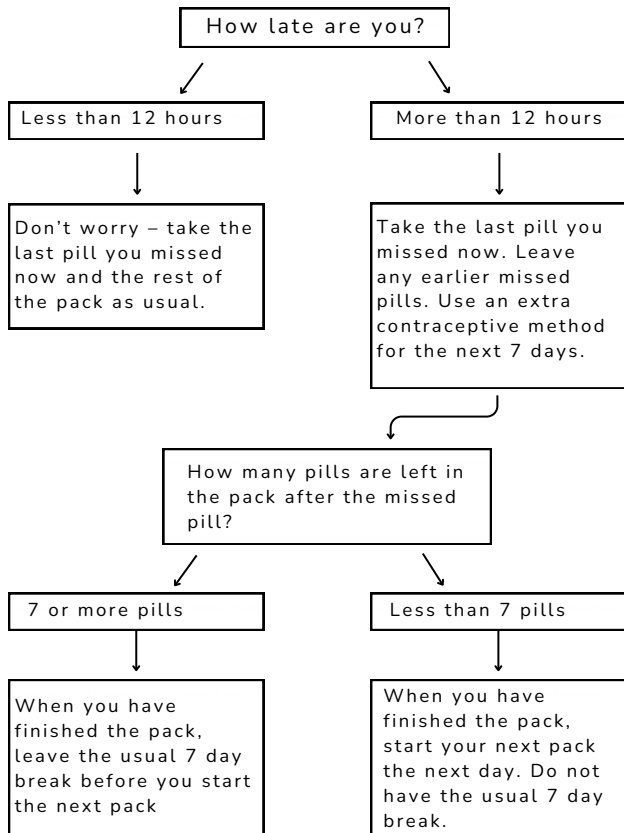 How late are you?
Less than 12 hours
More than 12 hours
Don't worry – take the
last pill you missed
now and the rest of
the pack as usual.
Take the last pill you
missed now. Leave
any earlier missed
pills. Use an extra
contraceptive method
for the next 7 days.
How many pills are left in
the pack after the missed
pill?
7 or more pills
Less than 7 pills
When you have
finished the pack,
leave the usual 7 day
break before you start
the next pack
When you have
finished the pack,
start your next pack
the next day. Do not
have the usual 7 day
break.